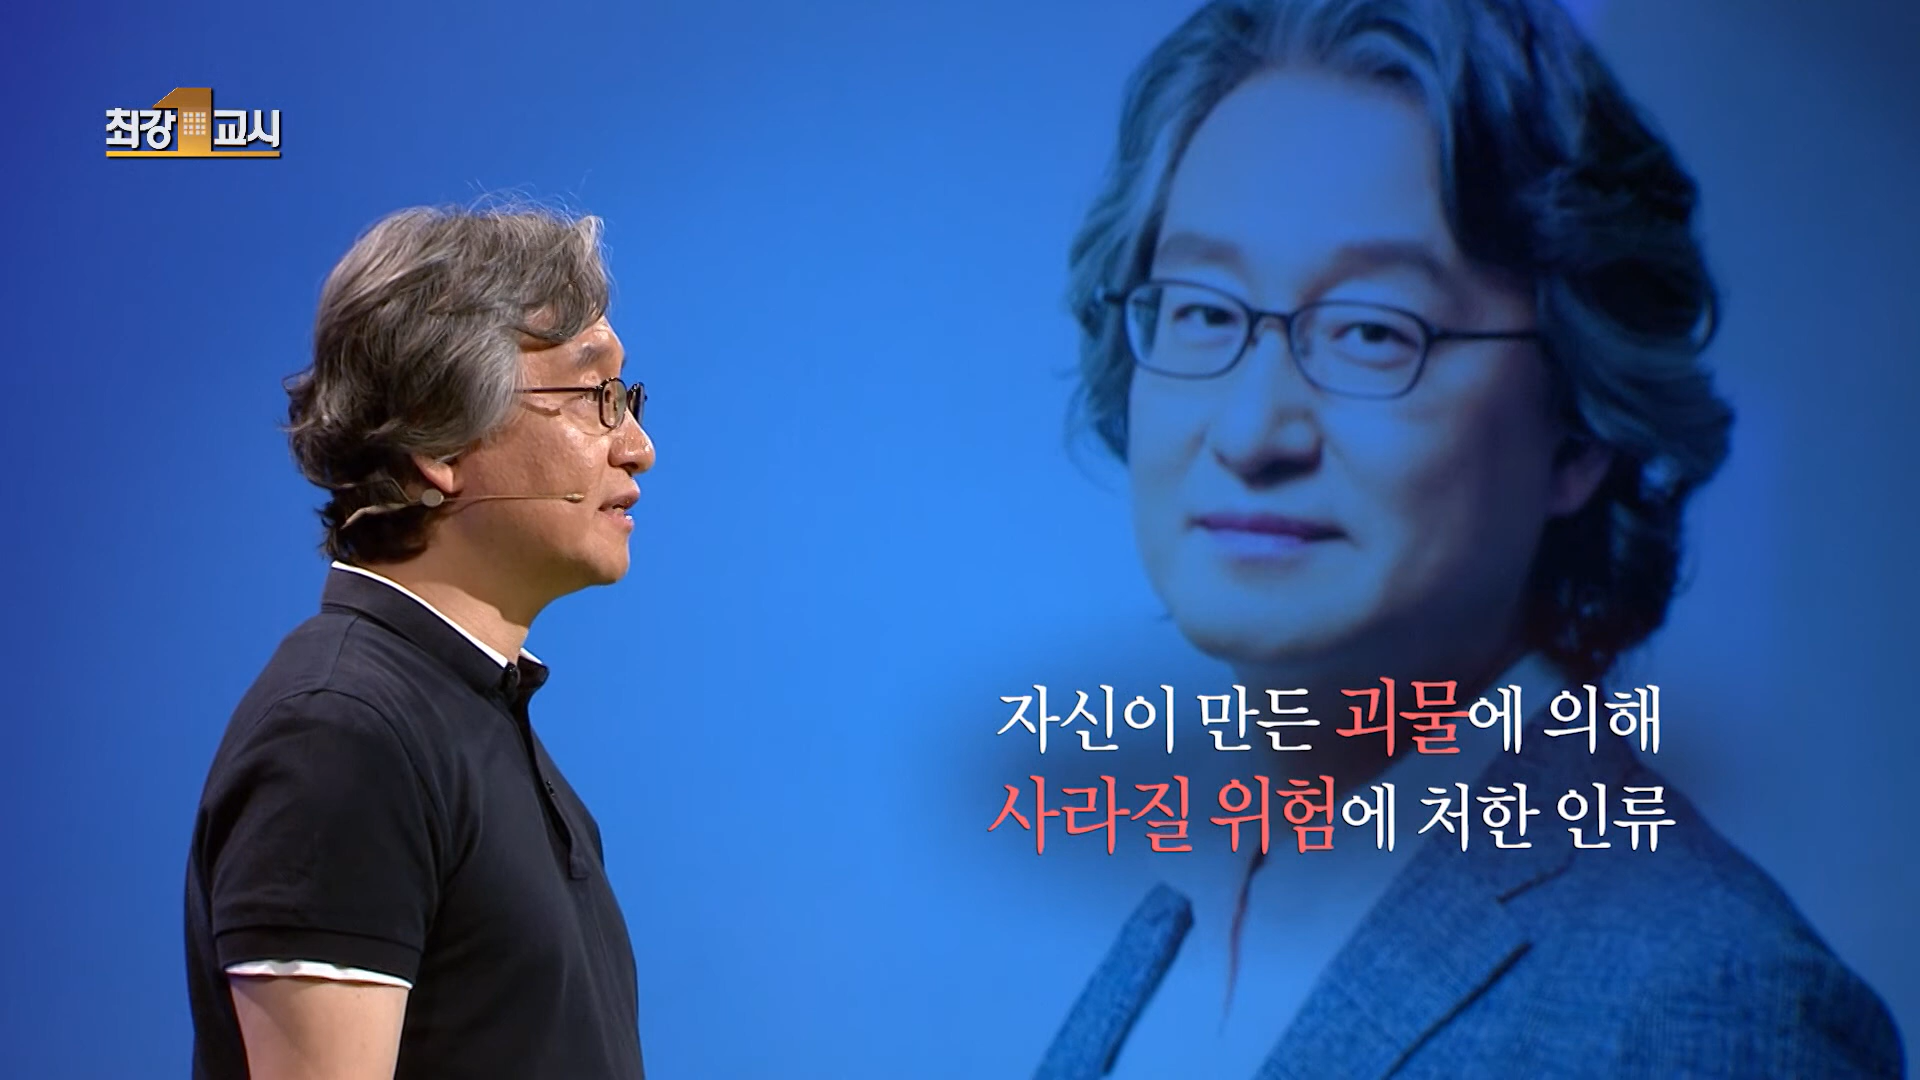 최강1교시
자신이 만든 괴물에 의해
사라질 위험에 처한 인류